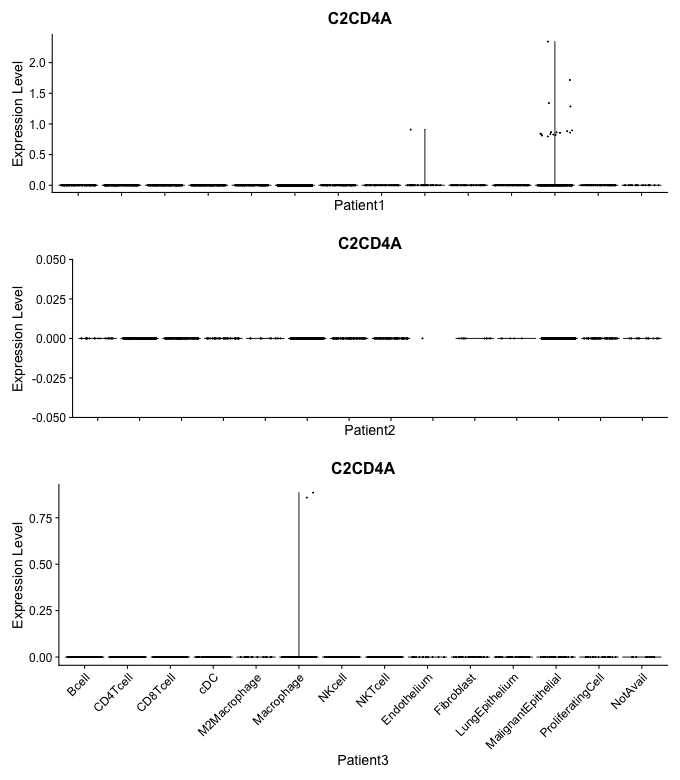 C2CD4A
Expression Level
2.0
1.5
1.0
0.5
0.0
Patient1
C2CD4A
Expression Level
0.050
0.025
0.000
-0.025
-0.050
Patient2
C2CD4A
Expression Level
0.75
0.50
0.25
0.00
Bcell
CD4Tcell
CD8Tcell
cDC
M2Macrophage
Macrophage
NKcell
NKTcell
Endothelium
Fibroblast
LungEpithelium
MalignantEpithelial
ProliferatingCell
NotAvail
Patient3